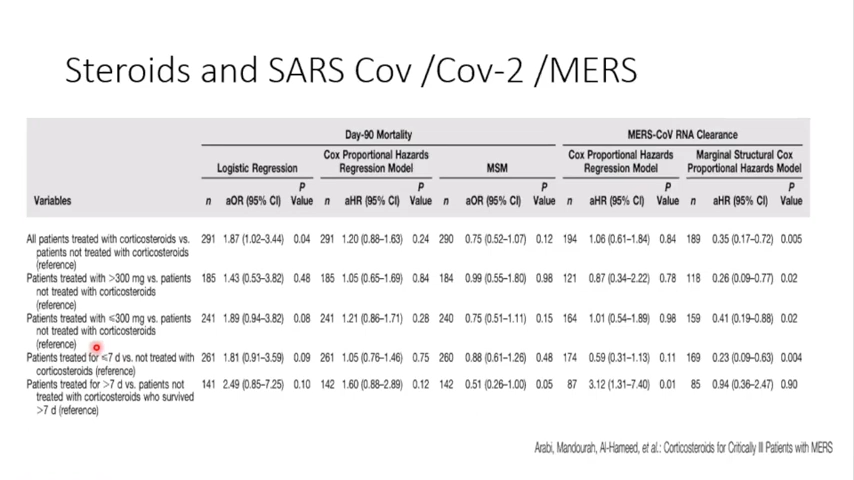 Steroids and SARS Cov /Cov-2 /MERS
Day-90 Mortality MERS-CoV RNA Clearance
Logistic Regression Cox Proportional Hazards Regression Model MSM Cox Proportional Hazards Regression Model Marginal Structural Cox Proportional Hazards Model
Variables n aOR (95% CI) P Value n aHR (95% CI) P Value n aOR (95% CI) P Value n aHR (95% CI) P Value n aHR (95% CI) P Value
All patients treated with corticosteroids vs. 291 1.87 (1.02–3.44) 0.04 291 1.20 (0.88–1.63) 0.24 290 0.75 (0.52–1.07) 0.12 194 1.06 (0.61–1.84) 0.84 189 0.35 (0.17–0.72) 0.005
patients not treated with corticosteroids
(reference)
Patients treated with >300 mg vs. patients 185 1.43 (0.53–3.82) 0.48 185 1.05 (0.65–1.69) 0.84 184 0.99 (0.55–1.80) 0.98 121 0.87 (0.34–2.22) 0.78 118 0.26 (0.09–0.77) 0.02
not treated with corticosteroids
(reference)
Patients treated with ≤300 mg vs. patients 241 1.89 (0.94–3.82) 0.08 241 1.21 (0.86–1.71) 0.28 240 0.75 (0.51–1.11) 0.15 164 1.01 (0.54–1.89) 0.98 159 0.41 (0.19–0.88) 0.02
not treated with corticosteroids
(reference)
Patients treated for ≤7 d vs. not treated with 261 1.81 (0.91–3.59) 0.09 261 1.05 (0.76–1.46) 0.75 260 0.88 (0.61–1.26) 0.48 174 0.59 (0.31–1.13) 0.11 169 0.23 (0.09–0.63) 0.004
corticosteroids (reference)
Patients treated for >7 d vs. patients not 141 2.49 (0.85–7.25) 0.10 142 1.60 (0.88–2.89) 0.12 142 0.51 (0.26–1.00) 0.05 87 3.12 (1.31–7.40) 0.01 85 0.94 (0.36–2.47) 0.90
treated with corticosteroids who survived
>7 d (reference)
Arabi, Mandourah, Al-Hameed, et al.: Corticosteroids for Critically Ill Patients with MERS